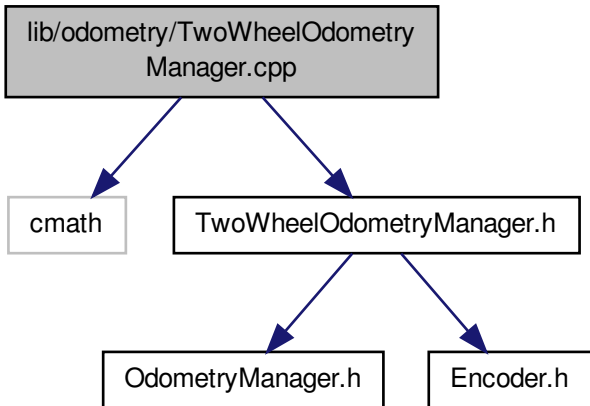 lib/odometry/TwoWheelOdometry
Manager.cpp
cmath
TwoWheelOdometryManager.h
OdometryManager.h
Encoder.h